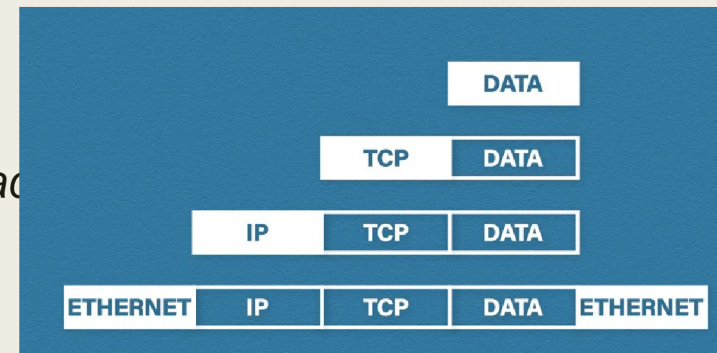 DATA
TCP DATA
IP TCP DATA
ETHERNET IP TCP DATA ETHERNET